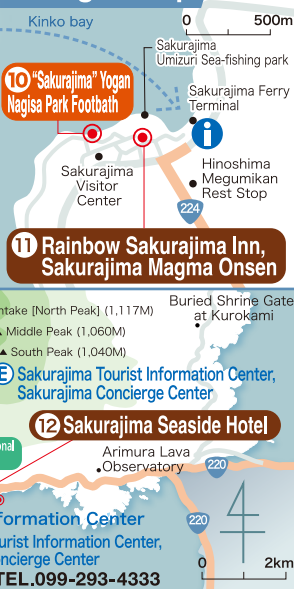 Kinko bay
0 500m
Sakurajima
Umizuri Sea-fishing park
10 "Sakurajima" Yogan
Nagisa Park Footbath
Sakurajima Ferry
Terminal
i
Sakurajima
Visitor
Center
Hinoshima
Megumikan
Rest Stop
224
11 Rainbow Sakurajima Inn,
Sakurajima Magma Onsen
ntake [North Peak] (1,117M)
Middle Peak (1,060M)
▲ South Peak (1,040M)
Buried Shrine Gate
at Kurokami
E Sakurajima Tourist Information Center,
Sakurajima Concierge Center
12 Sakurajima Seaside Hotel
onal
Arimura Lava
Observatory
220
formation Center
urist Information Center,
ncierge Center
TEL.099-293-4333
220
4
0 2km